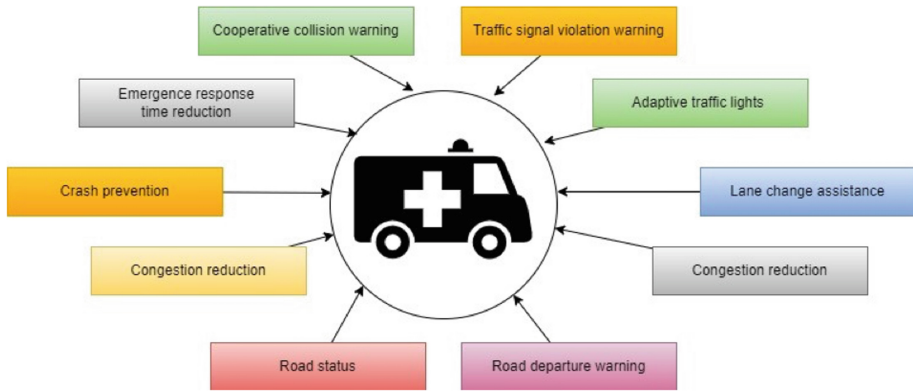 Cooperative collision warning
Traffic signal violation warning
Emergence response
time reduction
Adaptive traffic lights
Crash prevention
Lane change assistance
Congestion reduction
Congestion reduction
Road status
Road departure warning